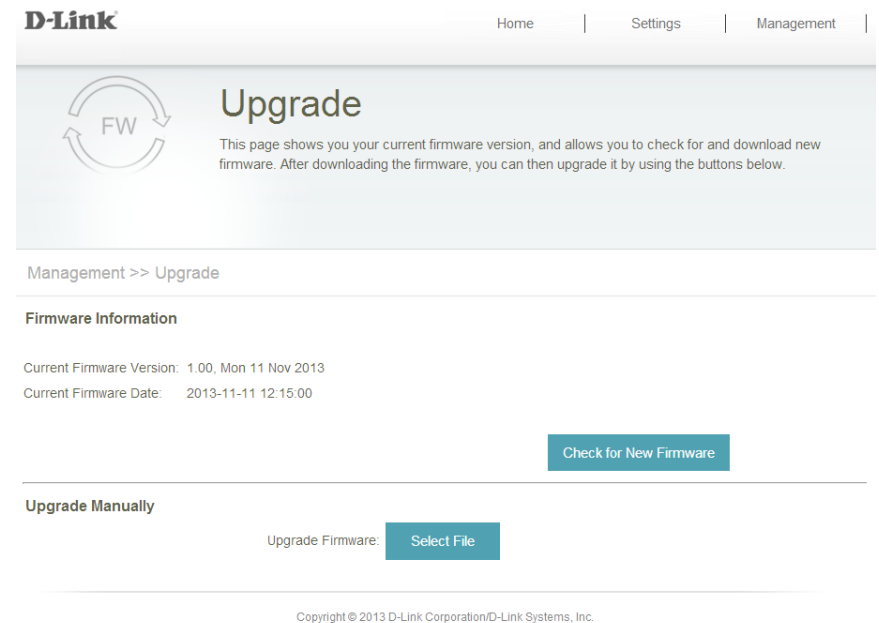 D-Link
Home | Settings | Management |
FW
Upgrade
This page shows you your current firmware version, and allows you to check for and download new
firmware. After downloading the firmware, you can then upgrade it by using the buttons below.
Management >> Upgrade
Firmware Information
Current Firmware Version: 1.00, Mon 11 Nov 2013
Current Firmware Date: 2013-11-11 12:15:00
Check for New Firmware
Upgrade Manually
Upgrade Firmware: Select File
Copyright © 2013 D-Link Corporation/D-Link Systems, Inc.